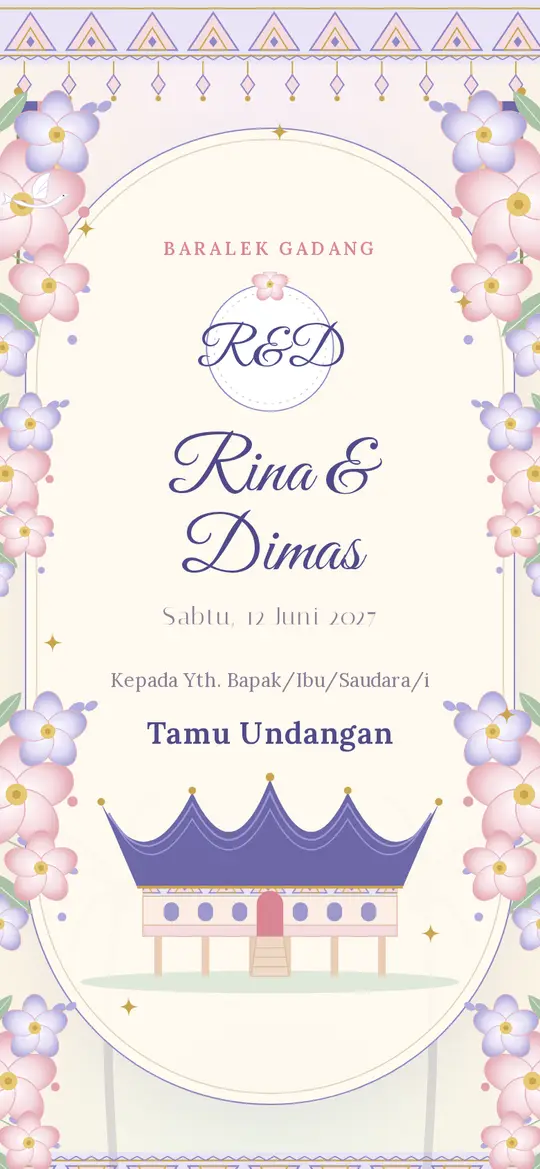 BARALEK GADANG
R&D
Rina &
Dimas
Sabtu, 12 Juni 2027
Kepada Yth. Bapak/Ibu/Saudara/i
Tamu Undangan